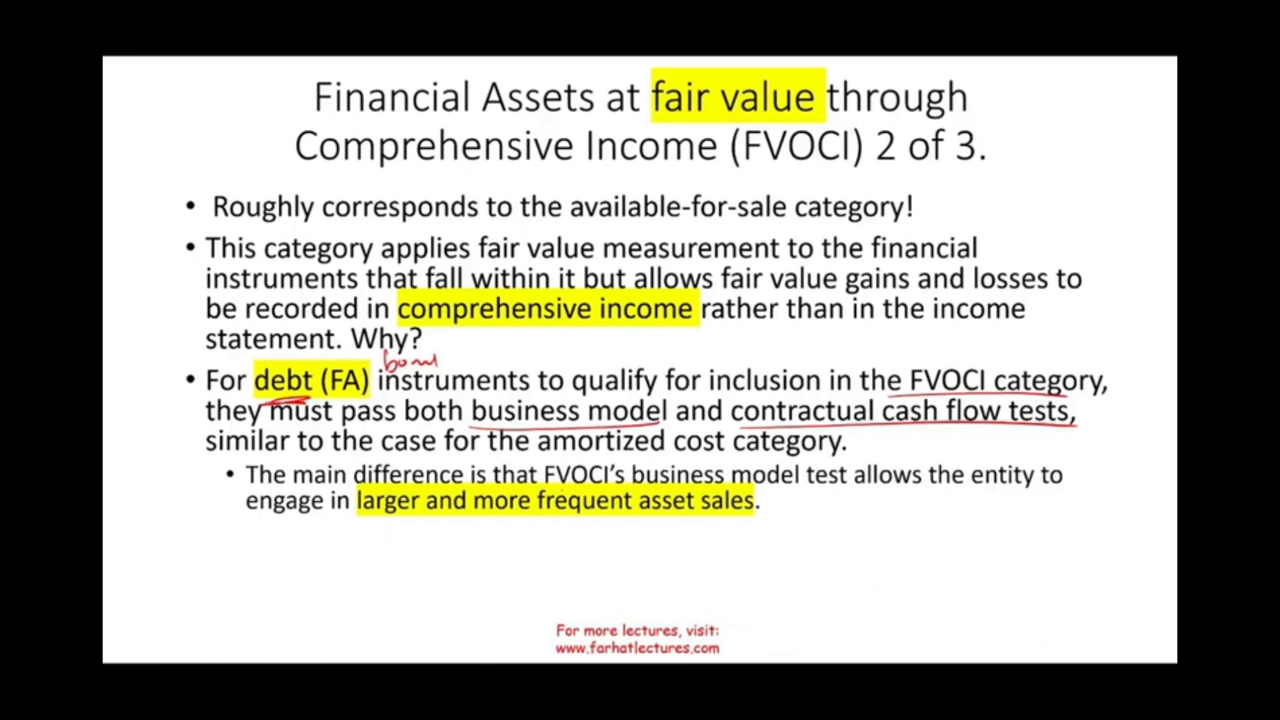 Financial Assets at fair value through
Comprehensive Income (FVOCI) 2 of 3.
• Roughly corresponds to the available-for-sale category!
• This category applies fair value measurement to the financial
instruments that fall within it but allows fair value gains and losses to
be recorded in comprehensive income rather than in the income
statement. Why?
• For debt (FA) instruments to qualify for inclusion in the FVOCI category,
they must pass both business model and contractual cash flow tests,
similar to the case for the amortized cost category.
• The main difference is that FVOCI's business model test allows the entity to
engage in larger and more frequent asset sales.
For more lectures, visit:
www.farhatlectures.com